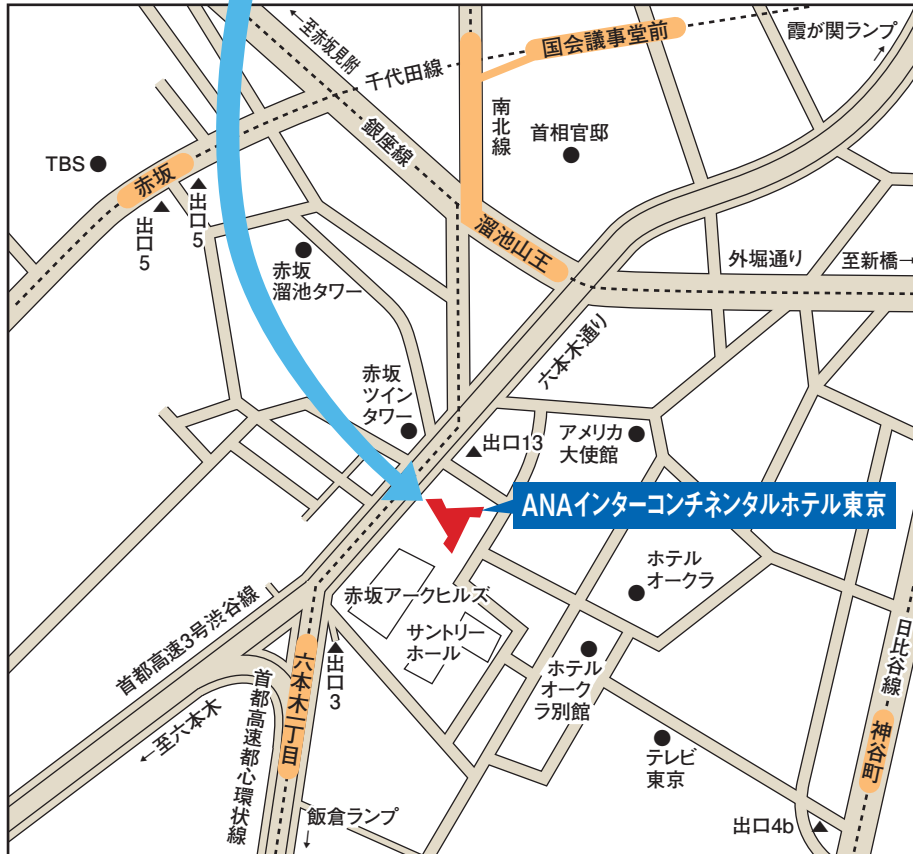 ←至赤坂見附
千代田線
国会議事堂前
霞が関ランプ
銀座線
南北線
首相官邸
TBS
赤坂
出口5
出口5
溜池山王
外堀通り
至新橋→
赤坂
溜池タワー
六本木通り
赤坂
ツイン
タワー
出口13
アメリカ
大使館
ANAインターコンチネンタルホテル東京
ホテル
オークラ
赤坂アークヒルズ
サントリー
ホール
首都高速3号渋谷線
出口3
六本木一丁目
ホテル
オーク
ラ別館
日比谷線
←至六本木
首都高速都心環状線
神谷町
テレビ
東京
飯倉ランプ
↓
出口4b